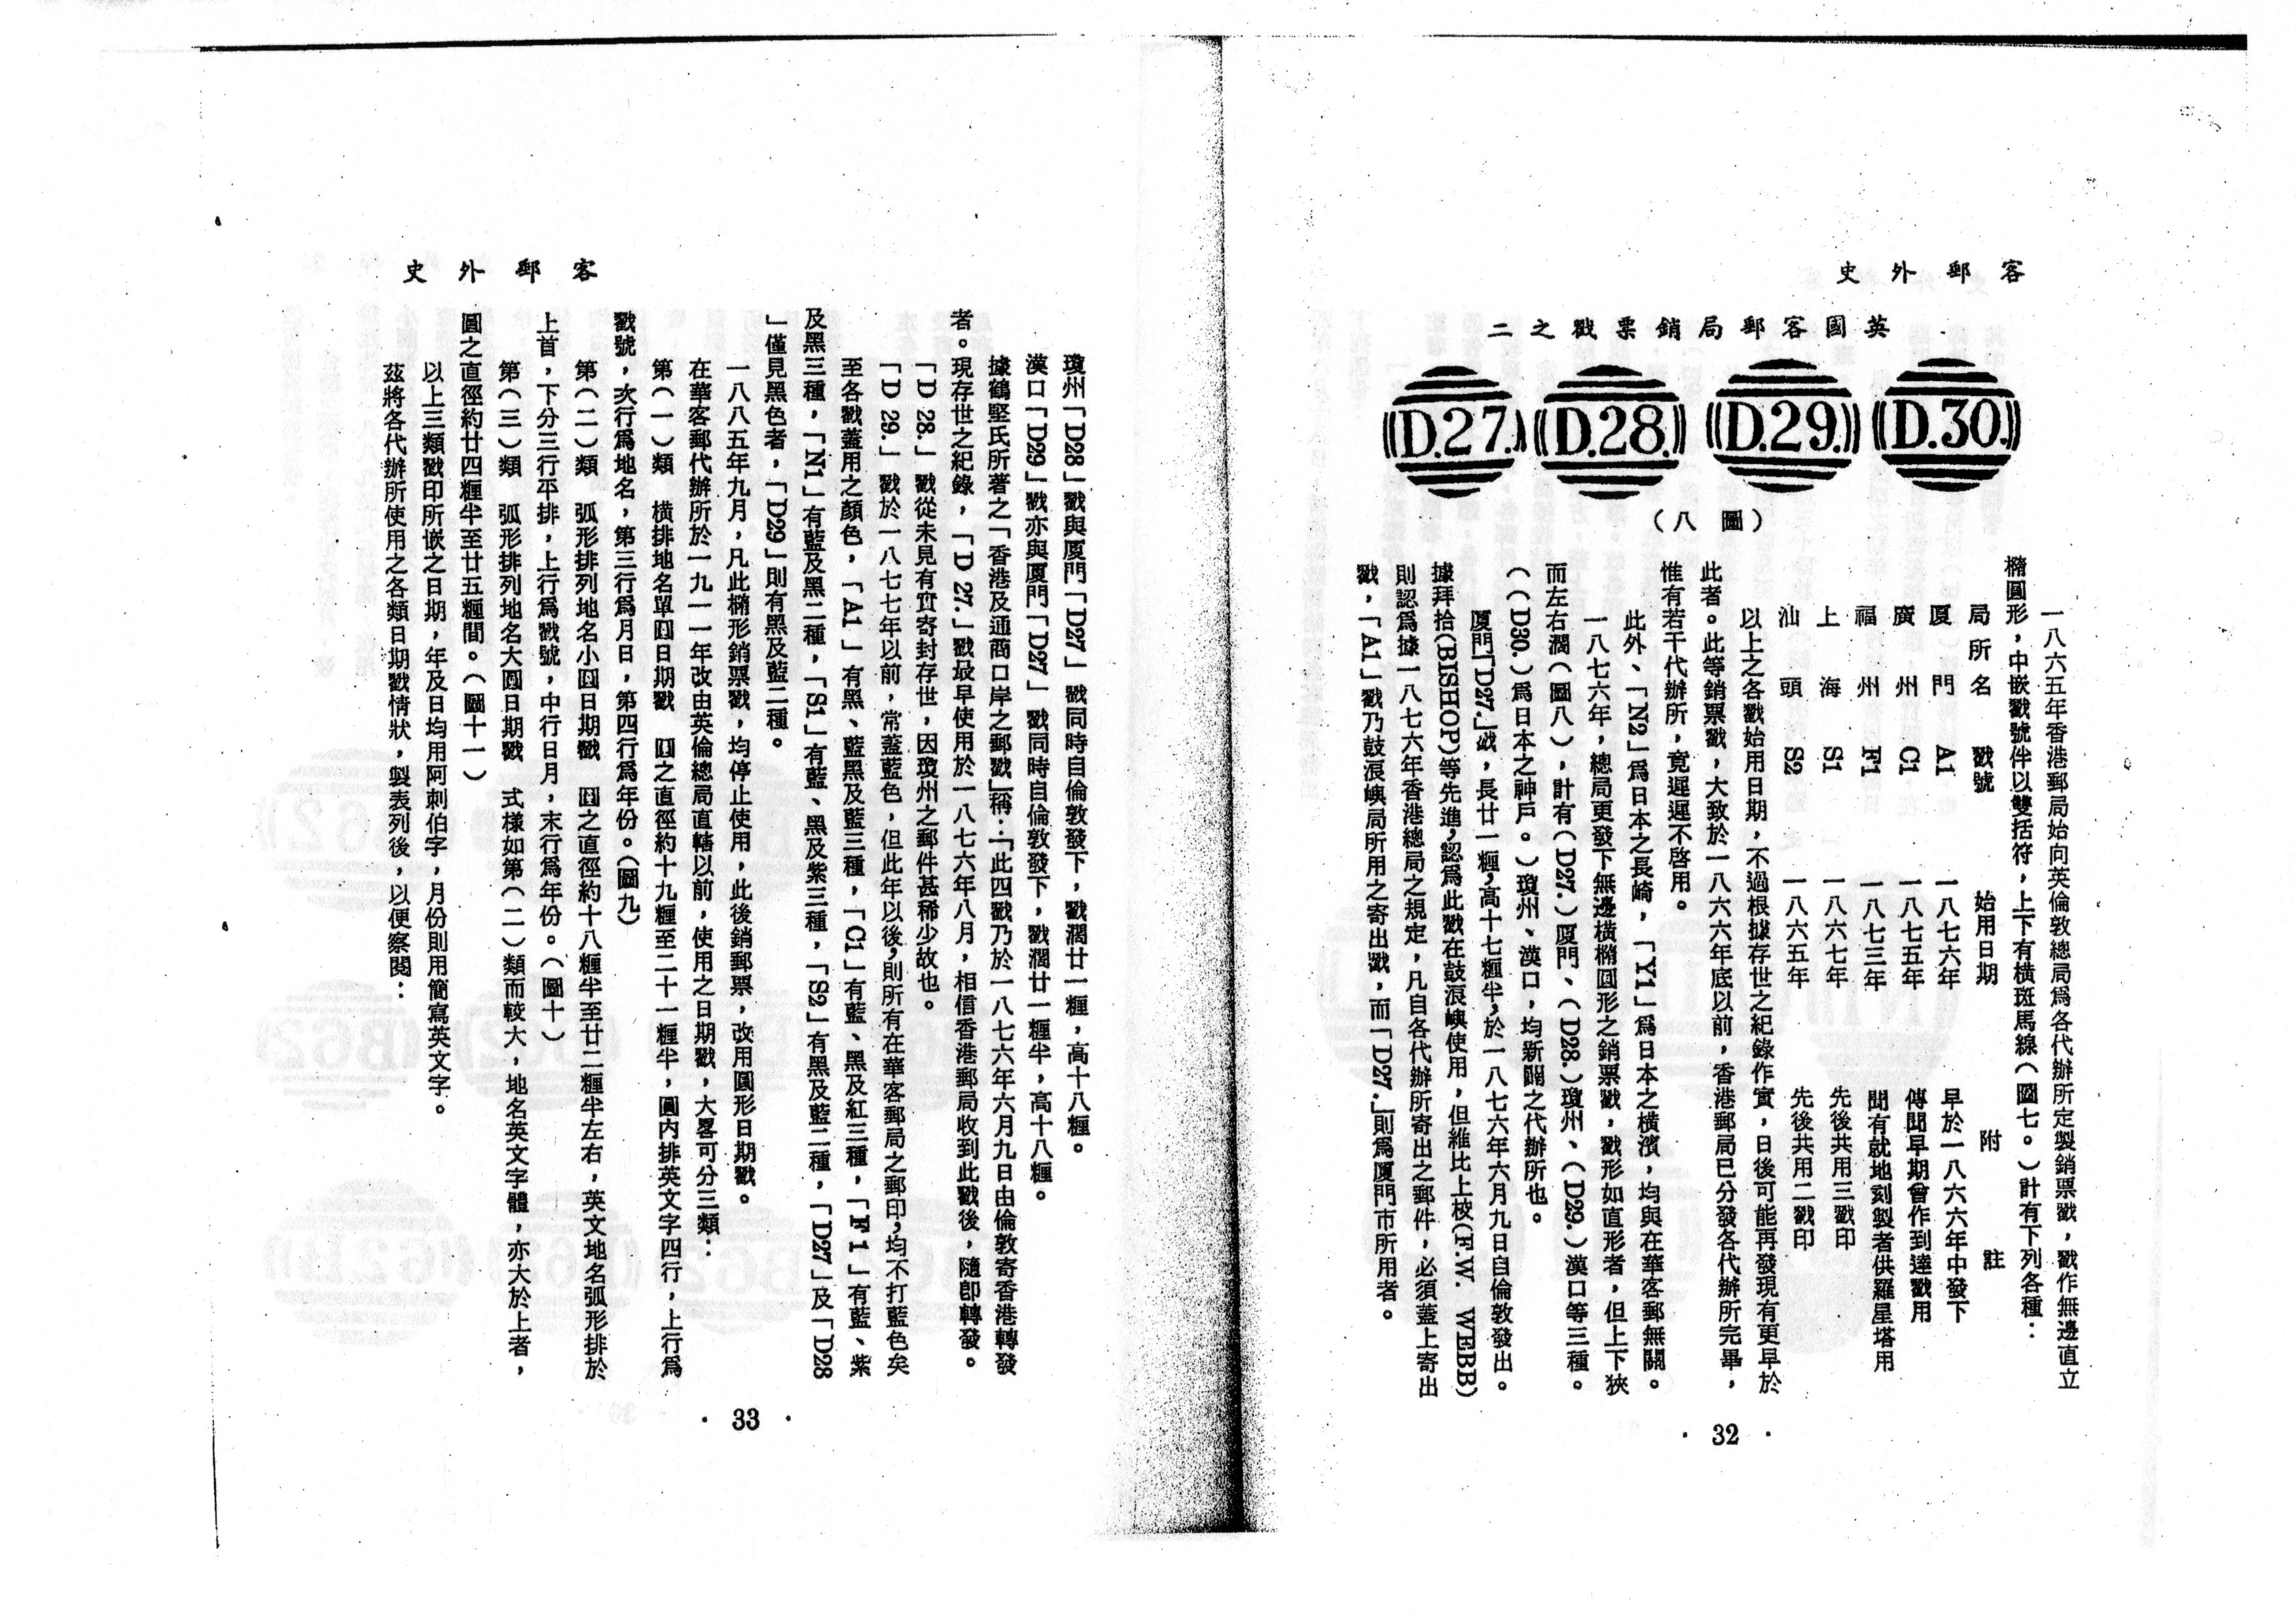 客郵外史
英國客郵局銷票戳之二
D.30. D.29. D.28. D.27.
（圖八）
一八六五年香港郵局始向英倫敦總局爲各代辦所定製銷票戳，戳作無邊直立
橢圓形，中嵌戳號伴以雙括符，上下有橫斑馬線（圖七。）計有下列各種：
局所名 戳號 始用日期 附註
厦門 A1 一八七六年 早於一八六六年中發下
廣州 C1 一八七五年 傳聞早期曾作到達戳用
福州 F1 一八七三年 聞有就地刻製者供羅星塔用
上海 S1 一八六七年 先後共用三戳印
汕頭 S2 一八六五年 先後共用二戳印
以上之各戳始用日期，不過根據存世之紀錄作實，日後可能再發現有更早於
此者。此等銷票戳，大致於一八六六年底以前，香港郵局已分發各代辦所完畢，
惟有若干代辦所，竟遲遲不啓用。
此外、「N2」爲日本之長崎，「Y1」爲日本之橫濱，均與在華客郵無關。
一八七六年，總局更發下無邊橫橢圓形之銷票戳，戳形如直形者，但上下狹
而左右濶（圖八），計有（D27.）厦門、（D28.）瓊州、（D29.）漢口等三種。
（（D30.）爲日本之神戶。）瓊州、漢口，均新闢之代辦所也。
厦門「D27.」戳，長廿一糎，高十七糎半，於一八七六年六月九日自倫敦發出。
據拜拾(BISHOP)等先進，認爲此戳在鼓浪嶼使用，但維比上校(F.W. WEBB)
則認爲據一八七六年香港總局之規定，凡自各代辦所寄出之郵件，必須蓋上寄出
戳，「A1」戳乃鼓浪嶼局所用之寄出戳，而「D27.」則爲厦門市所用者。
· 32 ·
客郵外史
瓊州「D28」戳與厦門「D27」戳同時自倫敦發下，戳濶廿一糎，高十八糎。
漢口「D29」戳亦與厦門「D27」戳同時自倫敦發下，戳濶廿一糎半，高十八糎。
據鶴堅氏所著之「香港及通商口岸之郵戳」稱：「此四戳乃於一八七六年六月九日由倫敦寄香港轉發
者。現存世之紀錄，「D 27.」戳最早使用於一八七六年八月，相信香港郵局收到此戳後，隨卽轉發。
「D 28.」戳從未見有實寄封存世，因瓊州之郵件甚稀少故也。
「D 29.」戳於一八七七年以前，常蓋藍色，但此年以後，則所有在華客郵局之郵印，均不打藍色矣
至各戳蓋用之顏色，「A1」有黑、藍黑及藍三種，「C1」有藍、黑及紅三種，「F1」有藍、紫
及黑三種，「N1」有藍及黑二種，「S1」有藍、黑及紫三種，「S2」有黑及藍二種，「D27」及「D28
」僅見黑色者，「D29」則有黑及藍二種。
一八八五年九月，凡此橢形銷票戳，均停止使用，此後銷郵票，改用圓形日期戳。
在華客郵代辦所於一九一一年改由英倫總局直轄以前，使用之日期戳，大畧可分三類：
第（一）類 橫排地名單圓日期戳 圓之直徑約十九糎至二十一糎半，圓內排英文字四行，上行爲
戳號，次行爲地名，第三行爲月日，第四行爲年份。（圖九）
第（二）類 弧形排列地名小圓日期戳 圓之直徑約十八糎半至廿二糎半左右，英文地名弧形排於
上首，下分三行平排，上行爲戳號，中行日月，末行爲年份。（圖十）
第（三）類 弧形排列地名大圓日期戳 式樣如第（二）類而較大，地名英文字體，亦大於上者，
圓之直徑約廿四糎半至廿五糎間。（圖十一）
以上三類戳印所嵌之日期，年及日均用阿剌伯字，月份則用簡寫英文字。
茲將各代辦所使用之各類日期戳情狀，製表列後，以便察閱：
· 33 ·